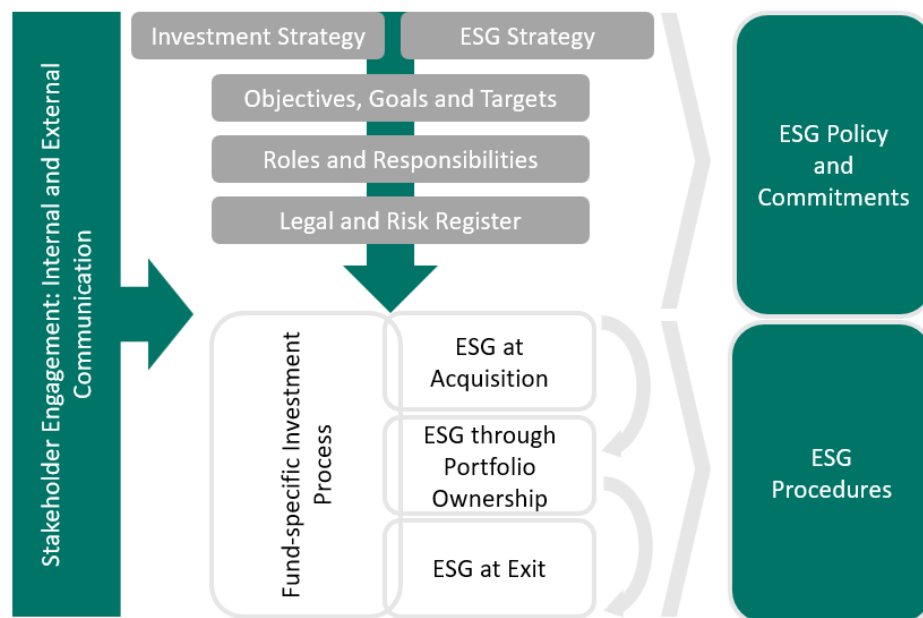 Stakeholder Engagement: Internal and External
Communication
Investment Strategy
ESG Strategy
Objectives, Goals and Targets
Roles and Responsibilities
Legal and Risk Register
ESG Policy
and
Commitments
Fund-specific Investment
Process
ESG at
Acquisition
ESG through
Portfolio
Ownership
ESG at Exit
ESG
Procedures